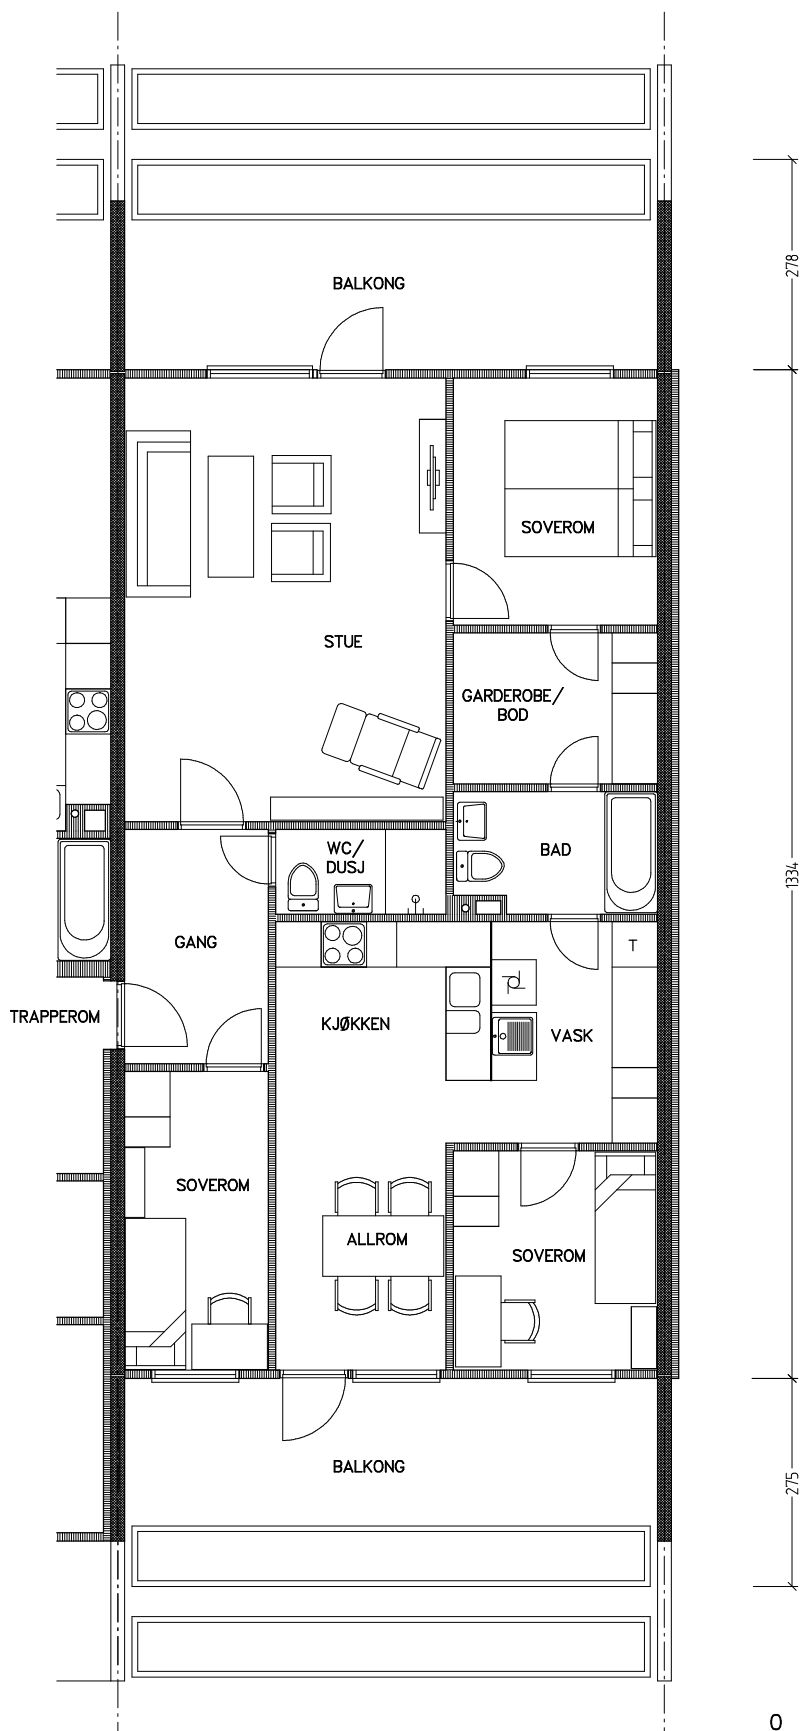 278
BALKONG
SOVEROM
STUE
GARDEROBE/
BOD
WC/
DUSJ
BAD
1334
GANG
T
TRAPPEROM
KJØKKEN
VASK
SOVEROM
ALLROM
SOVEROM
BALKONG
275
0